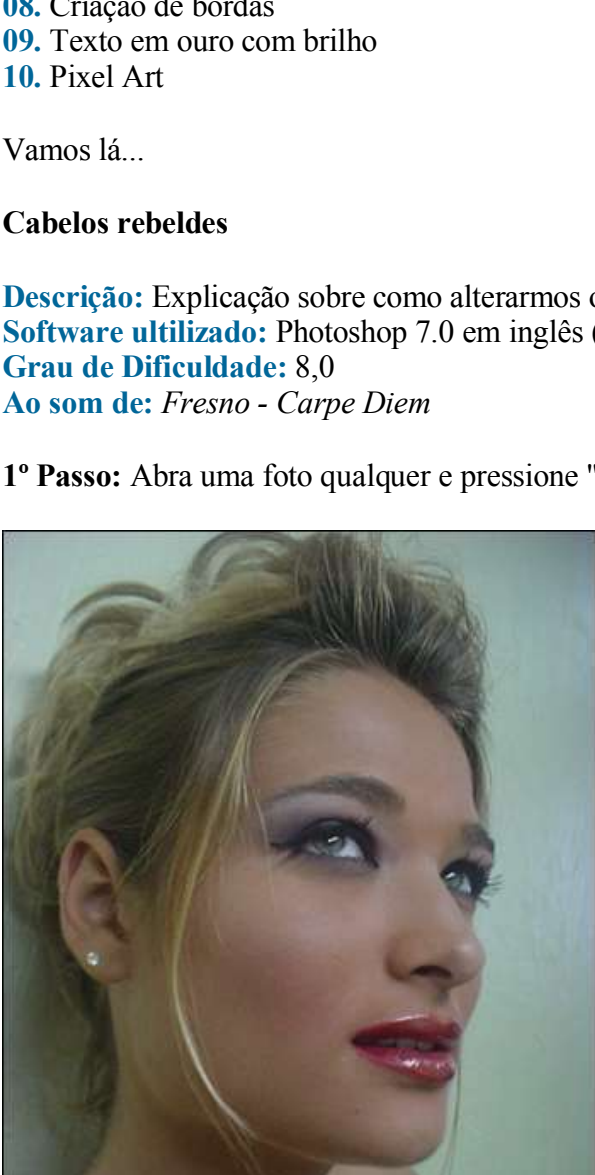 08. Criação de bordas
09. Texto em ouro com brilho
10. Pixel Art
Vamos lá...
Cabelos rebeldes
Descrição: Explicação sobre como alterarmos
Software ultilizado: Photoshop 7.0 em inglês (
Grau de Dificuldade: 8,0
Ao som de: Fresno - Carpe Diem
1º Passo: Abra uma foto qualquer e pressione "